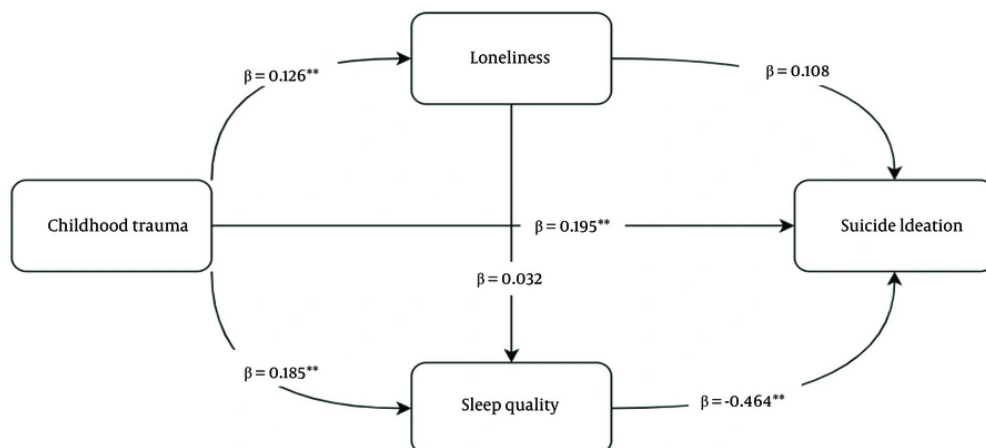 Loneliness
β = 0.126**
β = 0.108
Childhood trauma
β = 0.195**
Suicide Ideation
β = 0.032
β = 0.185**
Sleep quality
β = -0.464**